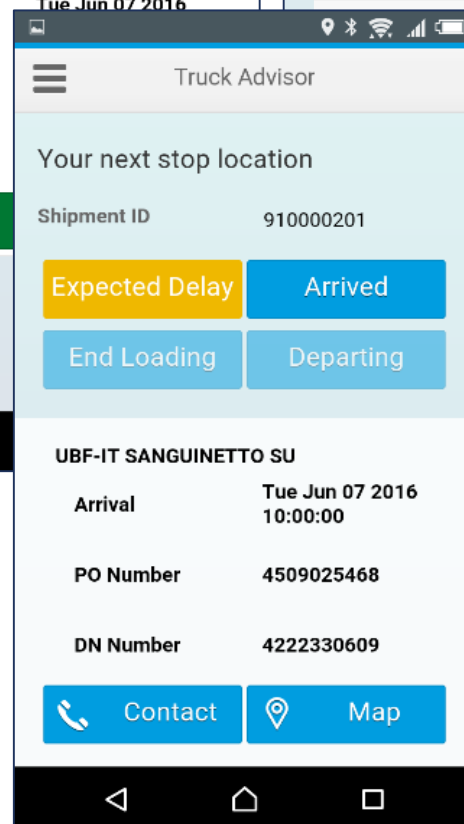 Tue Jun 07 2016
Truck Advisor
Your next stop location
Shipment ID 910000201
Expected Delay Arrived
End Loading Departing
UBF-IT SANGUINETTO SU
Arrival Tue Jun 07 2016
10:00:00
PO Number 4509025468
DN Number 4222330609
Contact Map